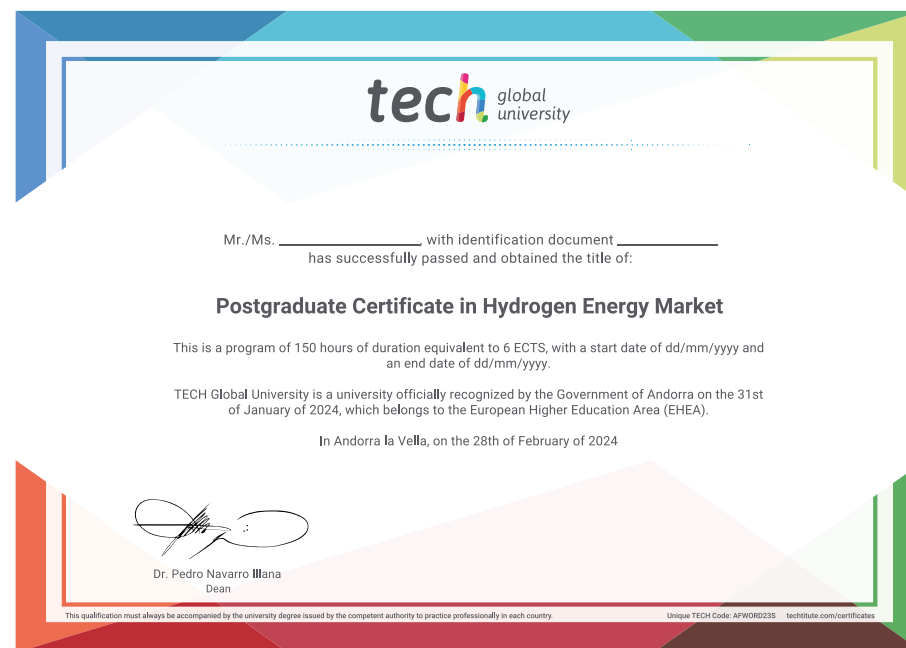 tech global
university
Mr./Ms. ____________, with identification document ____________
has successfully passed and obtained the title of:
Postgraduate Certificate in Hydrogen Energy Market
This is a program of 150 hours of duration equivalent to 6 ECTS, with a start date of dd/mm/yyyy and
an end date of dd/mm/yyyy.
TECH Global University is a university officially recognized by the Government of Andorra on the 31st
of January of 2024, which belongs to the European Higher Education Area (EHEA).
In Andorra la Vella, on the 28th of February of 2024
Dr. Pedro Navarro Illana
Dean
This qualification must always be accompanied by the university degree issued by the competent authority to practice professionally in each country.
Unique TECH Code: AFWORD23S techtitute.com/certificates